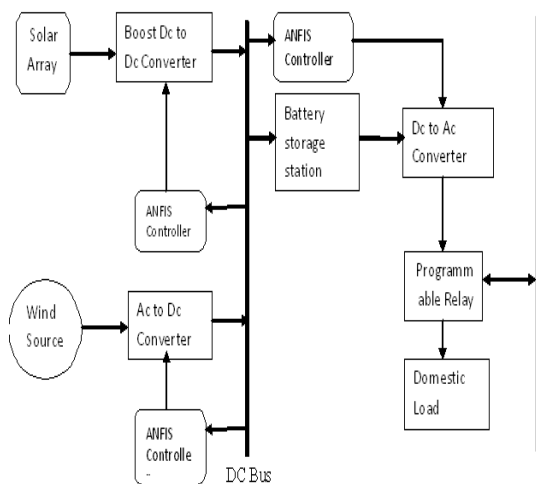 Solar
Array
Boost Dc to
Dc Converter
ANFIS
Controller
Battery
storage
station
Dc to Ac
Converter
ANFIS
Controller
Wind
Source
Ac to Dc
Converter
Programm
able Relay
Domestic
Load
ANFIS
Controlle
DC Bus